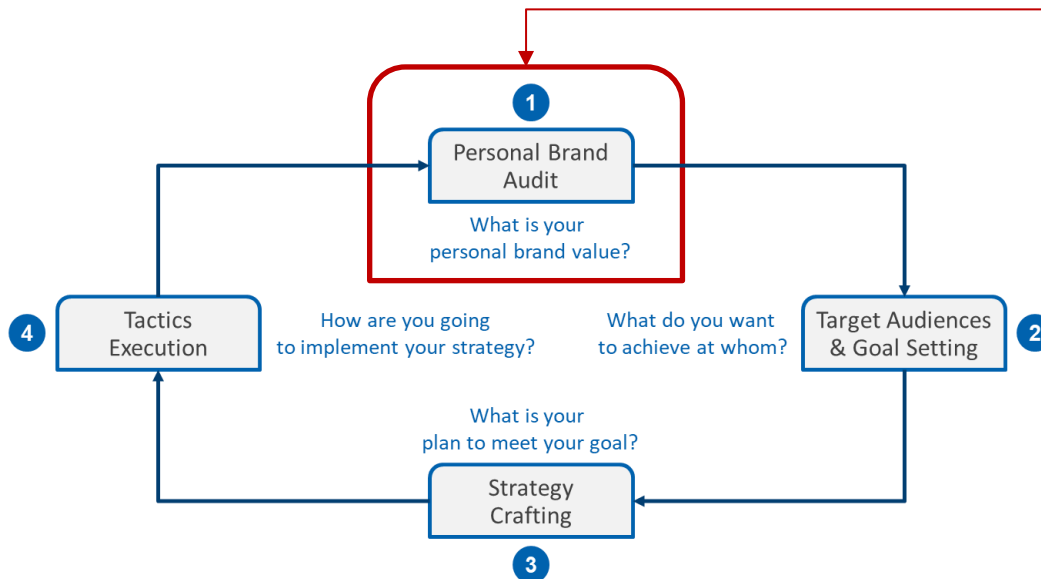 1
Personal Brand
Audit
What is your
personal brand value?
4
Tactics
Execution
How are you going
to implement your strategy?
What do you want
to achieve at whom?
Target Audiences
& Goal Setting
2
What is your
plan to meet your goal?
Strategy
Crafting
3